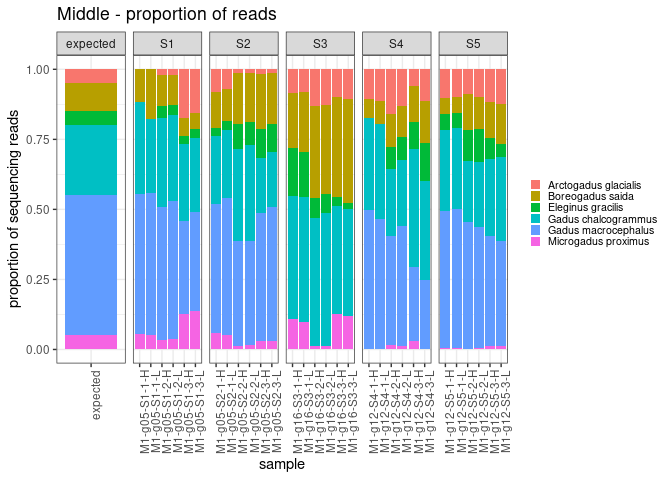 Middle - proportion of reads
expected
S1
S2
S3
S4
S5
proportion of sequencing reads
1.00
0.75
0.50
0.25
0.00
expected
M1-g05-S1-1-H
M1-g05-S1-1-L
M1-g05-S1-2-H
M1-g05-S1-2-L
M1-g05-S1-3-H
M1-g05-S1-3-L
M1-g05-S2-1-H
M1-g05-S2-1-L
M1-g05-S2-2-H
M1-g05-S2-2-L
M1-g05-S2-3-H
M1-g05-S2-3-L
M1-g16-S3-1-H
M1-g16-S3-1-L
M1-g16-S3-2-H
M1-g16-S3-2-L
M1-g16-S3-3-H
M1-g16-S3-3-L
M1-g12-S4-1-H
M1-g12-S4-1-L
M1-g12-S4-2-H
M1-g12-S4-2-L
M1-g12-S4-3-H
M1-g12-S4-3-L
M1-g12-S5-1-H
M1-g12-S5-1-L
M1-g12-S5-2-H
M1-g12-S5-2-L
M1-g12-S5-3-H
M1-g12-S5-3-L
sample
Arctogadus glacialis
Boreogadus saida
Eleginus gracilis
Gadus chalcogrammus
Gadus macrocephalus
Microgadus proximus